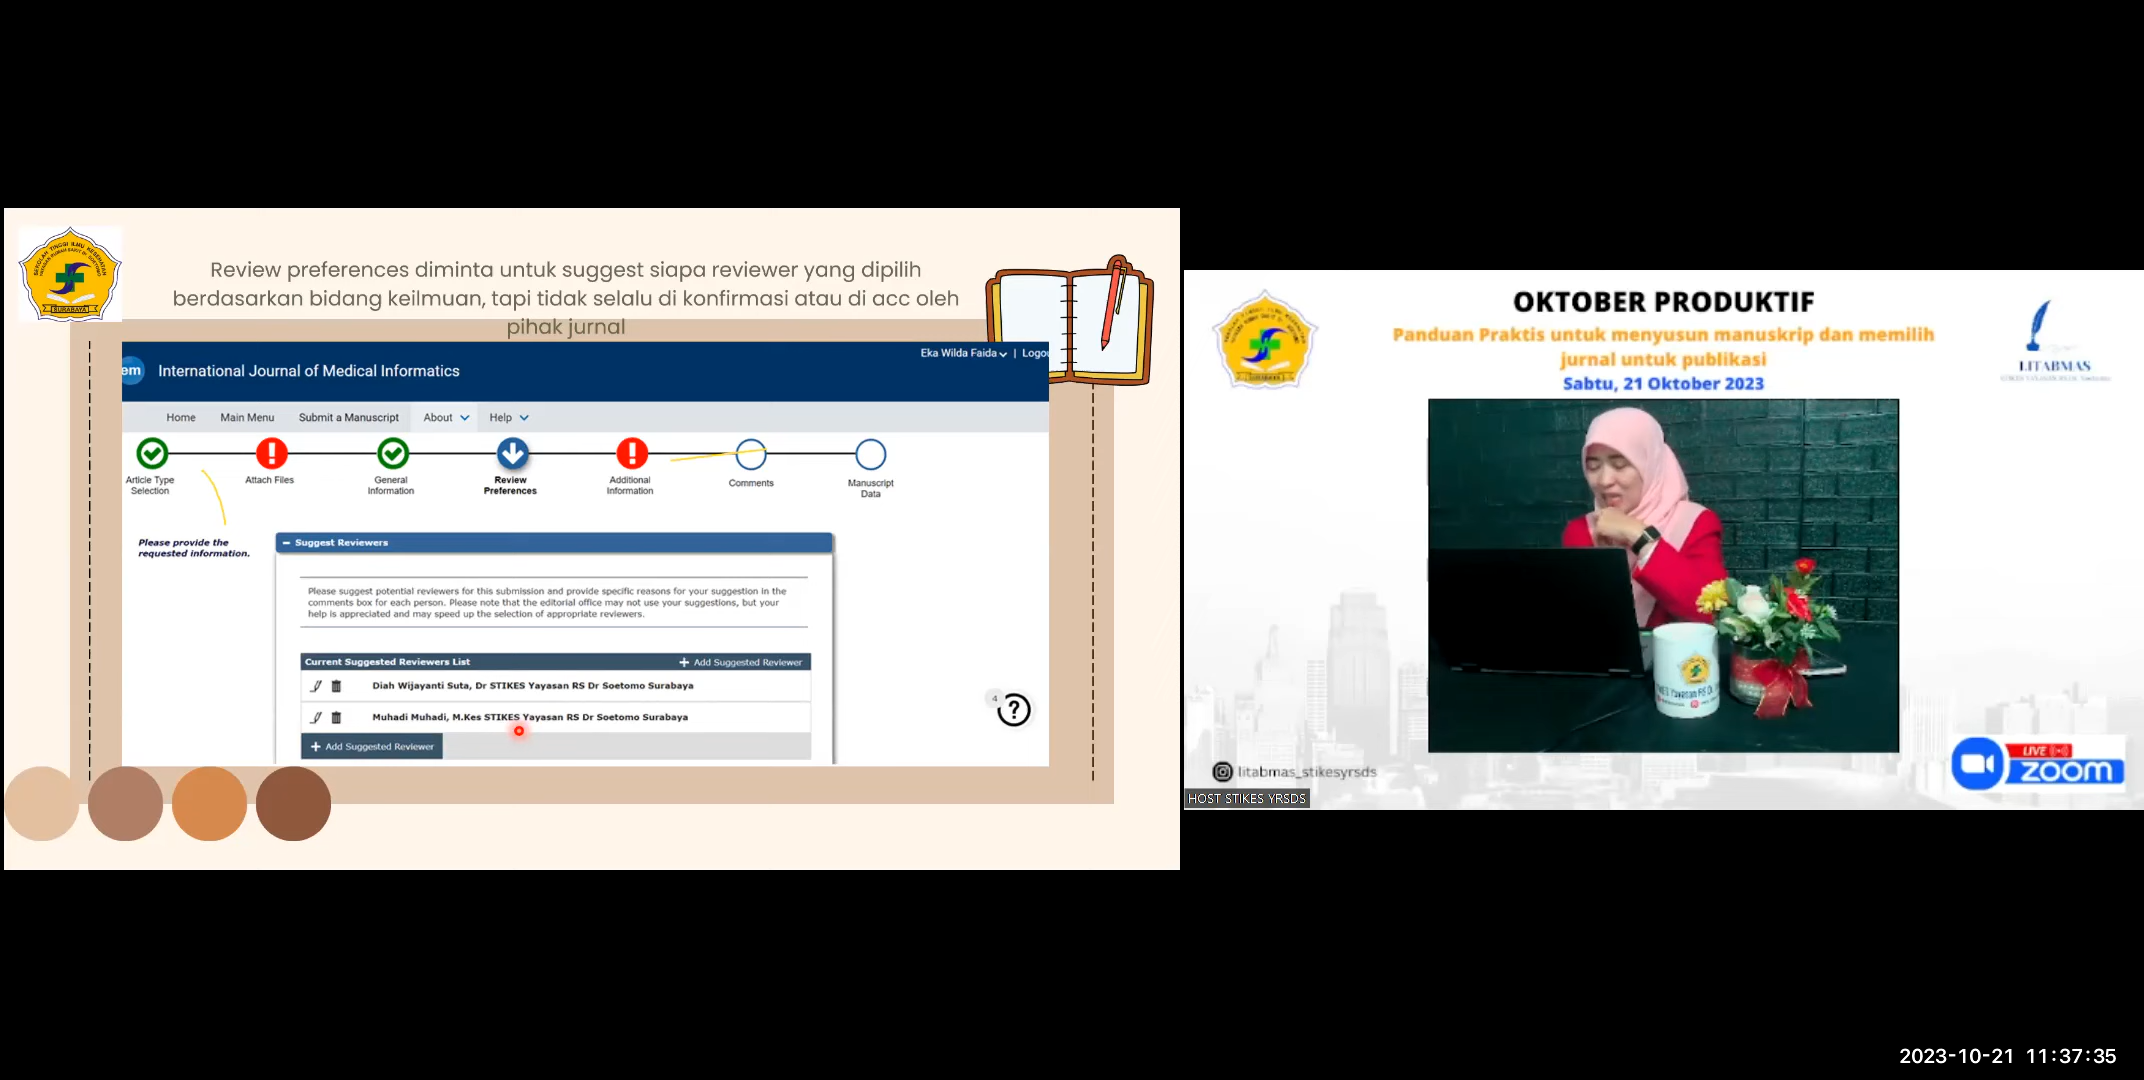 Review preferences diminta untuk suggest siapa reviewer yang dipilih
berdasarkan bidang keilmuan, tapi tidak selalu di konfirmasi atau di acc oleh
pihak jurnal
SEKOLAH TINGGI ILMU KESEHATAN
SURABAYA
em
International Journal of Medical Informatics
Eka Wilda Faida | Logou
Home Main Menu Submit a Manuscript About Help
Article Type
Selection
Attach Files
General
Information
Review
Preferences
Additional
Information
Comments
Manuscript
Data
Please provide the
requested information.
− Suggest Reviewers
Please suggest potential reviewers for this submission and provide specific reasons for your suggestion in the
comments box for each person. Please note that the editorial office may not use your suggestions, but your
help is appreciated and may speed up the selection of appropriate reviewers.
Current Suggested Reviewers List + Add Suggested Reviewer
Diah Wijayanti Suta, Dr STIKES Yayasan RS Dr Soetomo Surabaya
Muhadi Muhadi, M.Kes STIKES Yayasan RS Dr Soetomo Surabaya
+ Add Suggested Reviewer
4
?
OKTOBER PRODUKTIF
Panduan Praktis untuk menyusun manuskrip dan memilih
jurnal untuk publikasi
Sabtu, 21 Oktober 2023
LITABMAS
litabmas_stikesyrsds
HOST STIKES YRSDS
LIVE
zoom
2023-10-21 11:37:35